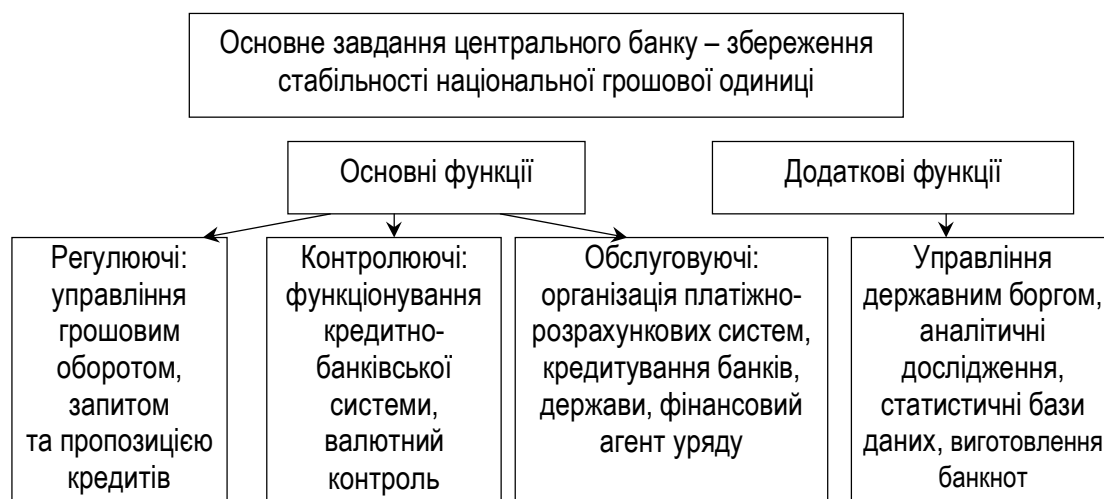 Основне завдання центрального банку – збереження
стабільності національної грошової одиниці
Основні функції
Додаткові функції
Регулюючі:
управління
грошовим
оборотом,
запитом
та пропозицією
кредитів
Контролюючі:
функціонування
кредитно-
банківської
системи,
валютний
контроль
Обслуговуючі:
організація платіжно-
розрахункових систем,
кредитування банків,
держави, фінансовий
агент уряду
Управління
державним боргом,
аналітичні
дослідження,
статистичні бази
даних, виготовлення
банкнот